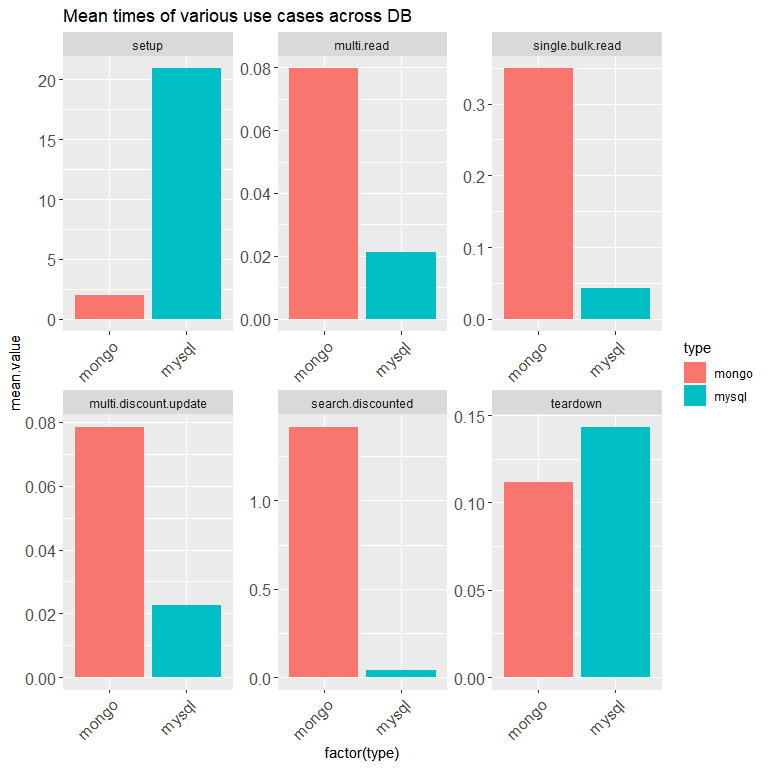 Mean times of various use cases across DB
setup
multi.read
single.bulk.read
20
15
10
5
0
0.08
0.06
0.04
0.02
0.00
0.3
0.2
0.1
0.0
mongo
mysql
mongo
mysql
mongo
mysql
mean.value
type
mongo
mysql
multi.discount.update
search.discounted
teardown
0.08
0.06
0.04
0.02
0.00
1.0
0.5
0.0
0.15
0.10
0.05
0.00
mongo
mysql
mongo
mysql
mongo
mysql
factor(type)